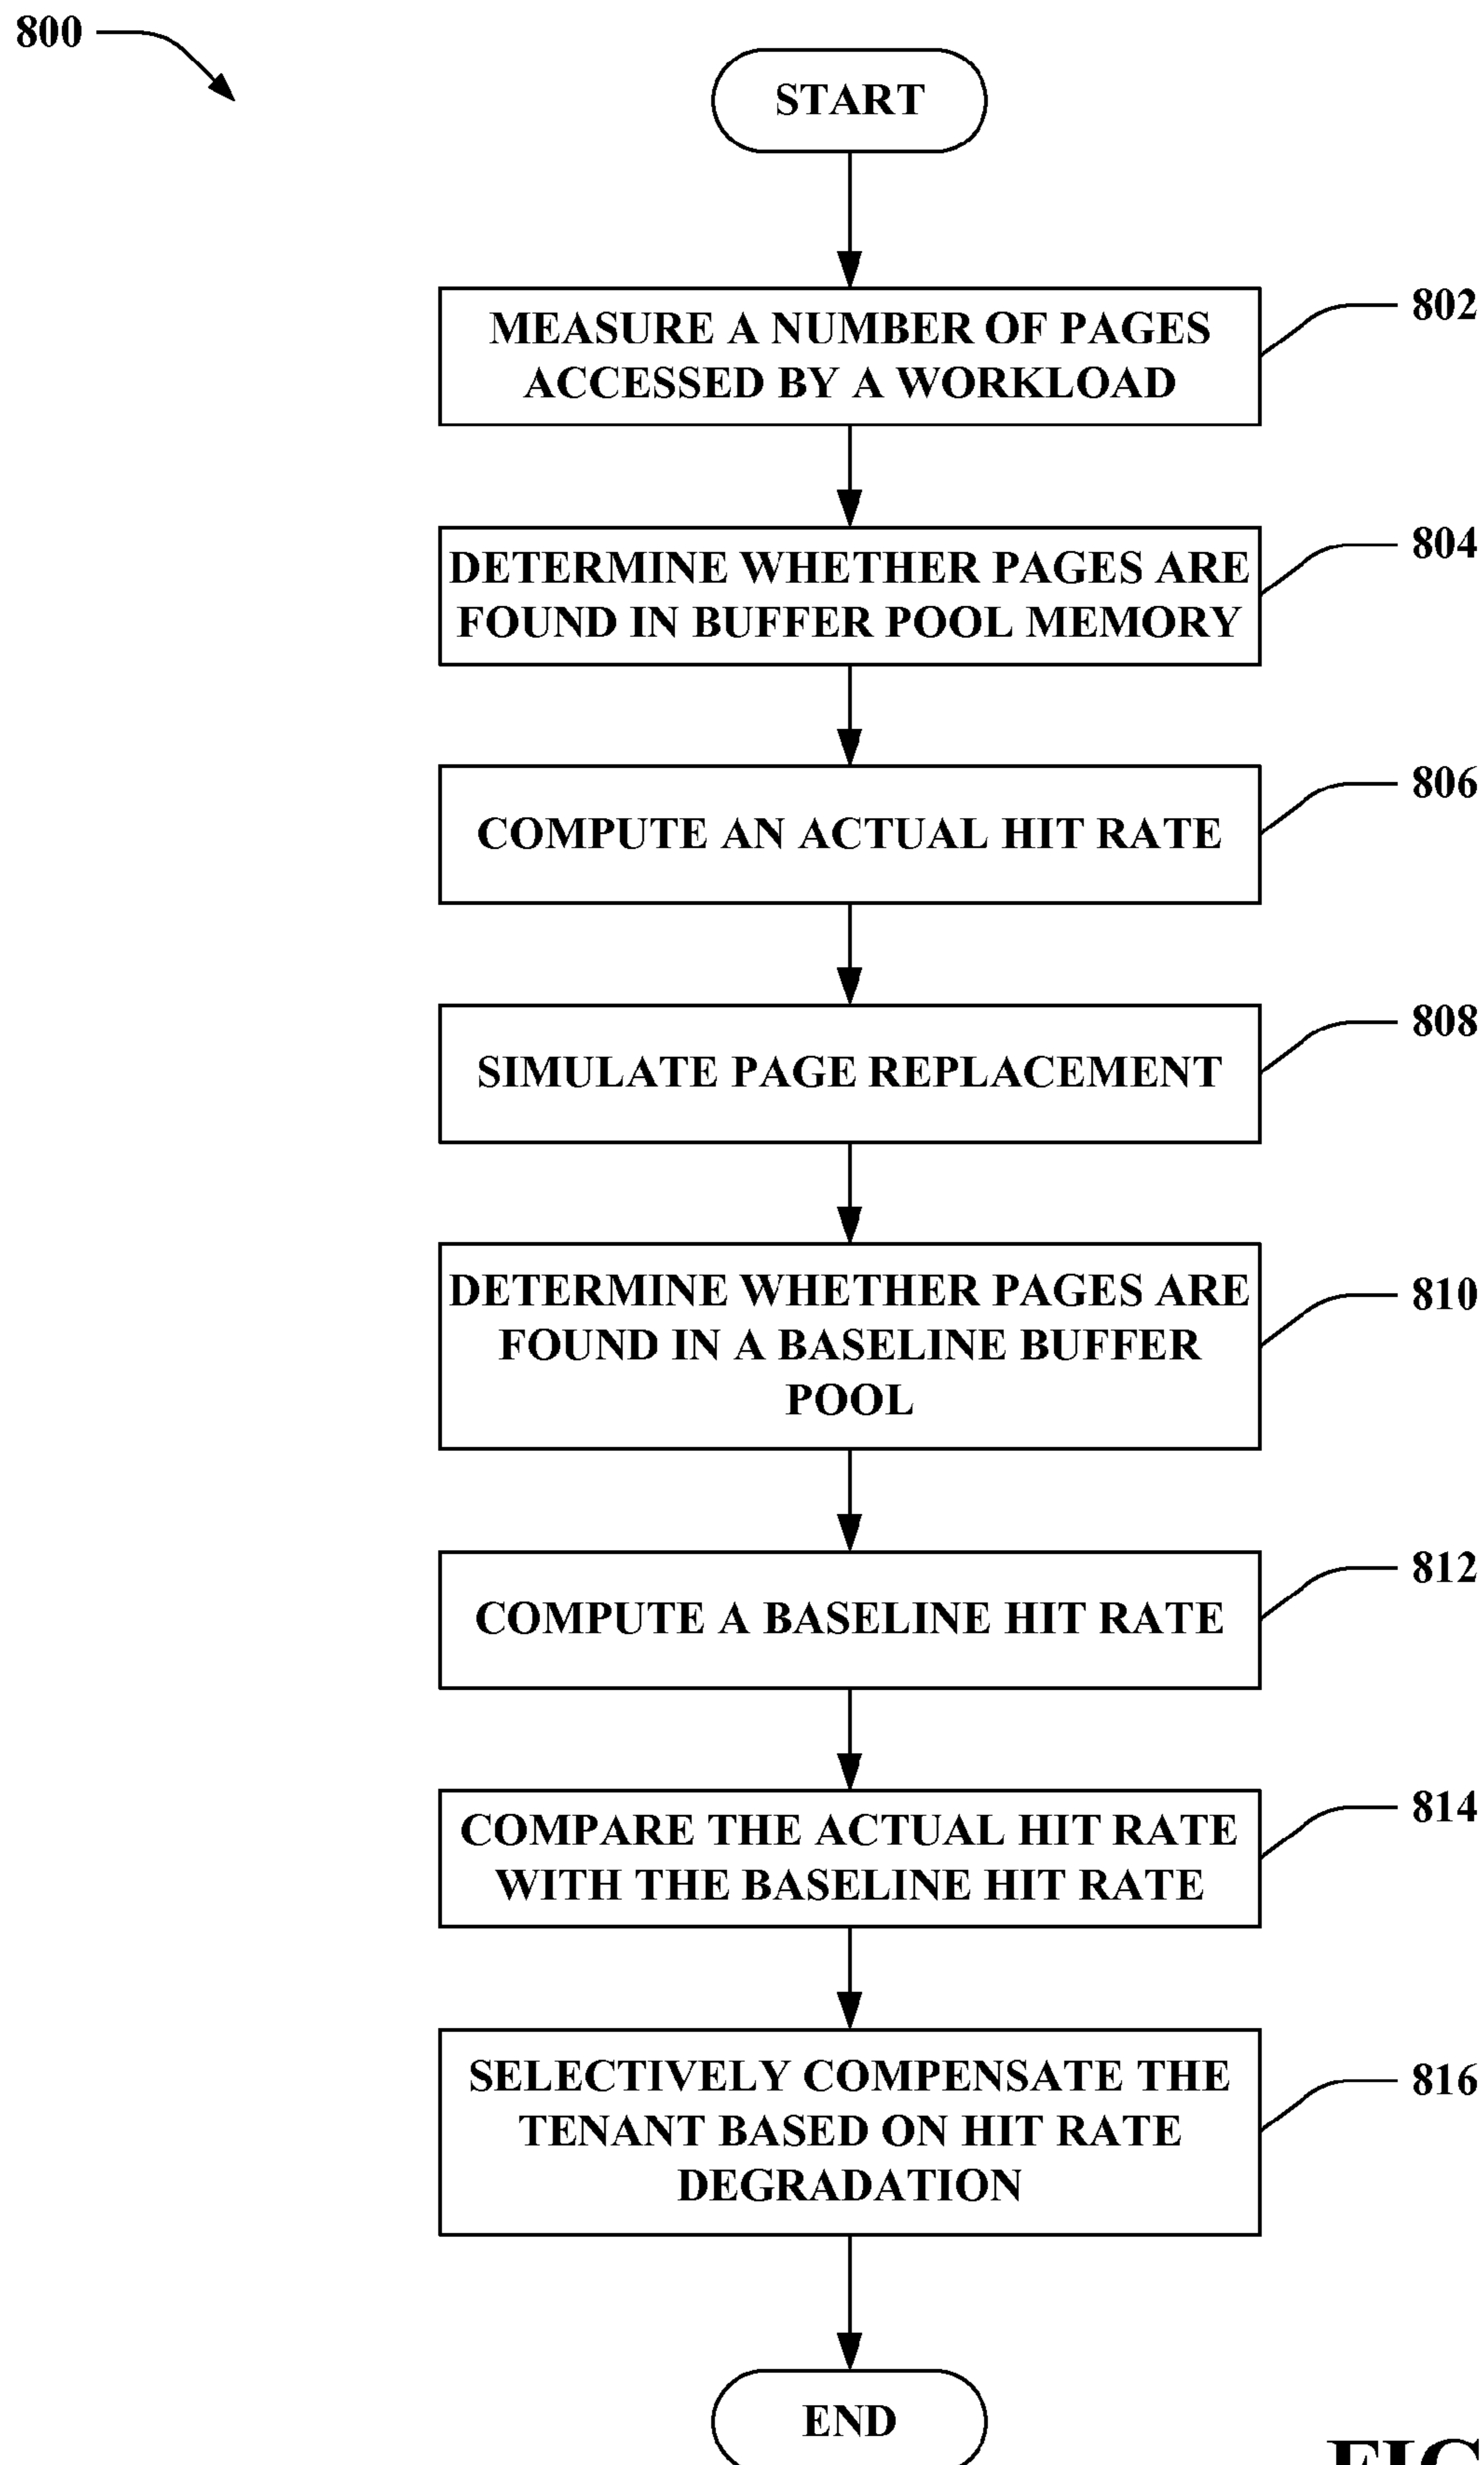 800
START
MEASURE A NUMBER OF PAGES
ACCESSED BY A WORKLOAD
802
DETERMINE WHETHER PAGES ARE
FOUND IN BUFFER POOL MEMORY
804
COMPUTE AN ACTUAL HIT RATE
806
SIMULATE PAGE REPLACEMENT
808
DETERMINE WHETHER PAGES ARE
FOUND IN A BASELINE BUFFER
POOL
810
COMPUTE A BASELINE HIT RATE
812
COMPARE THE ACTUAL HIT RATE
WITH THE BASELINE HIT RATE
814
SELECTIVELY COMPENSATE THE
TENANT BASED ON HIT RATE
DEGRADATION
816
END